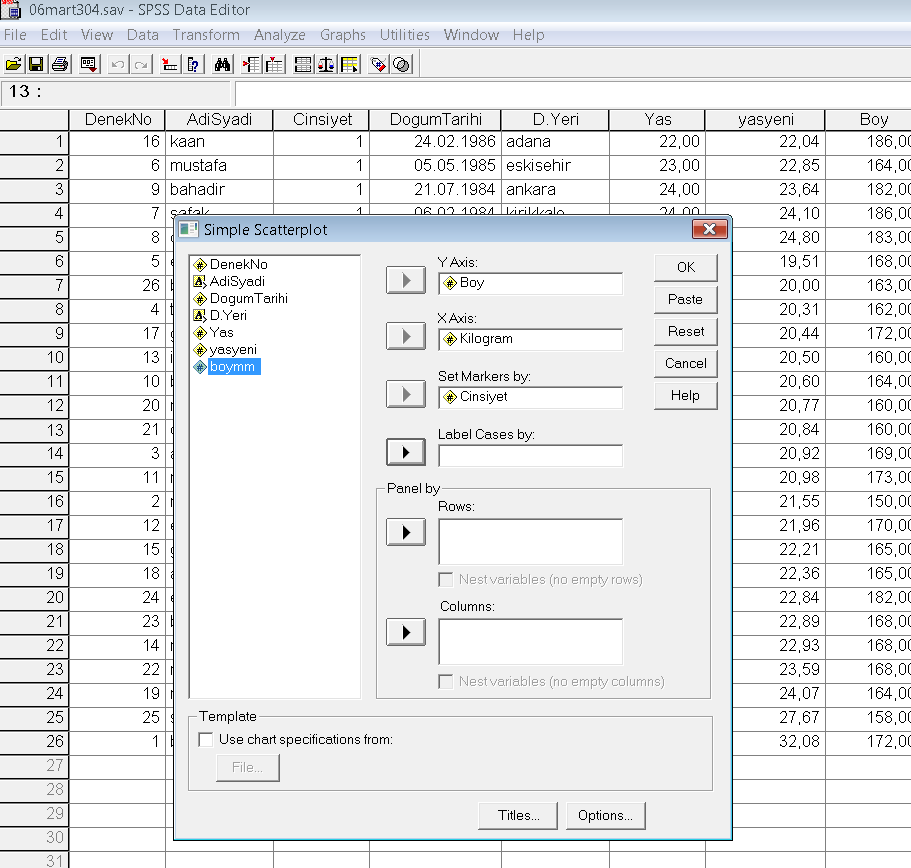 06mart304.sav - SPSS Data Editor
File Edit View Data Transform Analyze Graphs Utilities Window Help
13 :
DenekNo AdiSyadi Cinsiyet DogumTarihi D.Yeri Yas yasyeni Boy
1 16 kaan 1 24.02.1986 adana 22,00 22,04 186,00
2 6 mustafa 1 05.05.1985 eskisehir 23,00 22,85 164,00
3 9 bahadir 1 21.07.1984 ankara 24,00 23,64 182,00
4 7 safak 1 06.02.1984 kirikkale 24,00 24,10 186,00
5 8 24,80 183,00
6 5 19,51 168,00
7 26 20,00 163,00
8 4 20,31 162,00
9 17 20,44 172,00
10 13 20,50 160,00
11 10 20,60 164,00
12 20 20,77 160,00
13 21 20,84 160,00
14 3 20,92 169,00
15 11 20,98 173,00
16 2 21,55 150,00
17 12 21,96 170,00
18 15 22,21 165,00
19 18 22,36 165,00
20 24 22,84 182,00
21 23 22,89 168,00
22 14 22,93 168,00
23 22 23,59 168,00
24 19 24,07 164,00
25 25 27,67 158,00
26 1 32,08 172,00
27
28
29
30
31
Simple Scatterplot
DenekNo
AdiSyadi
DogumTarihi
D.Yeri
Yas
yasyeni
boymm
Y Axis:
Boy
X Axis:
Kilogram
Set Markers by:
Cinsiyet
Label Cases by:
Panel by
Rows:
Nest variables (no empty rows)
Columns:
Nest variables (no empty columns)
OK
Paste
Reset
Cancel
Help
Template
Use chart specifications from:
File...
Titles... Options...